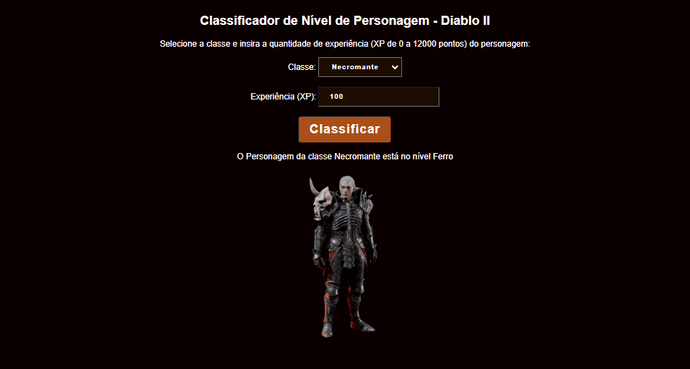 Classificador de Nível de Personagem - Diablo II
Selecione a classe e insira a quantidade de experiência (XP de 0 a 12000 pontos) do personagem:
Classe: Necromante
Experiência (XP): 100
Classificar
O Personagem da classe Necromante está no nível Ferro